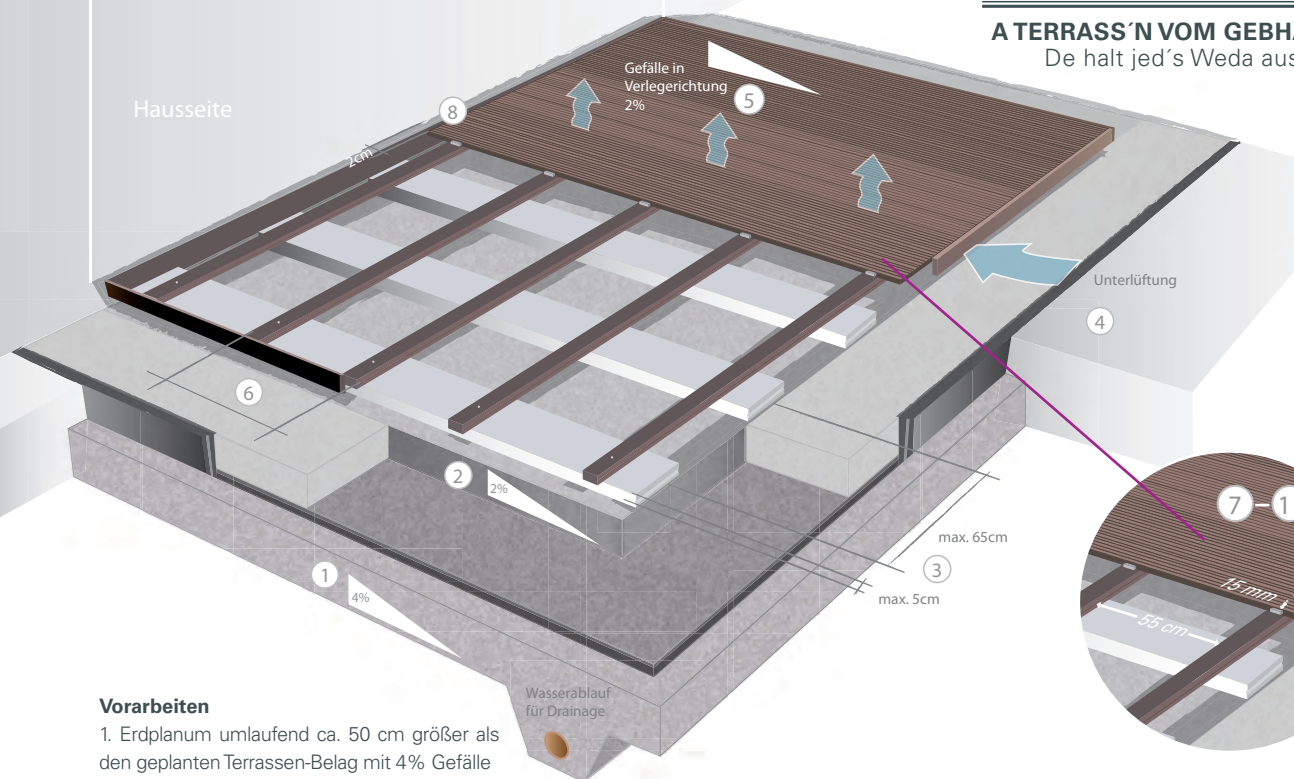 A TERRASS´N VOM
De halt jed´s Weda aus
Hausseite
Gefälle in
Verlegerichtung
2%
5
8
2cm
Unterlüftung
4
6
2
2%
7
1
15 mm
55 cm
max. 65cm
3
max. 5cm
1
4%
Wasserablauf
für Drainage
Vorarbeiten
1. Erdplanum umlaufend ca. 50 cm größer als
den geplanten Terrassen-Belag mit 4% Gefälle